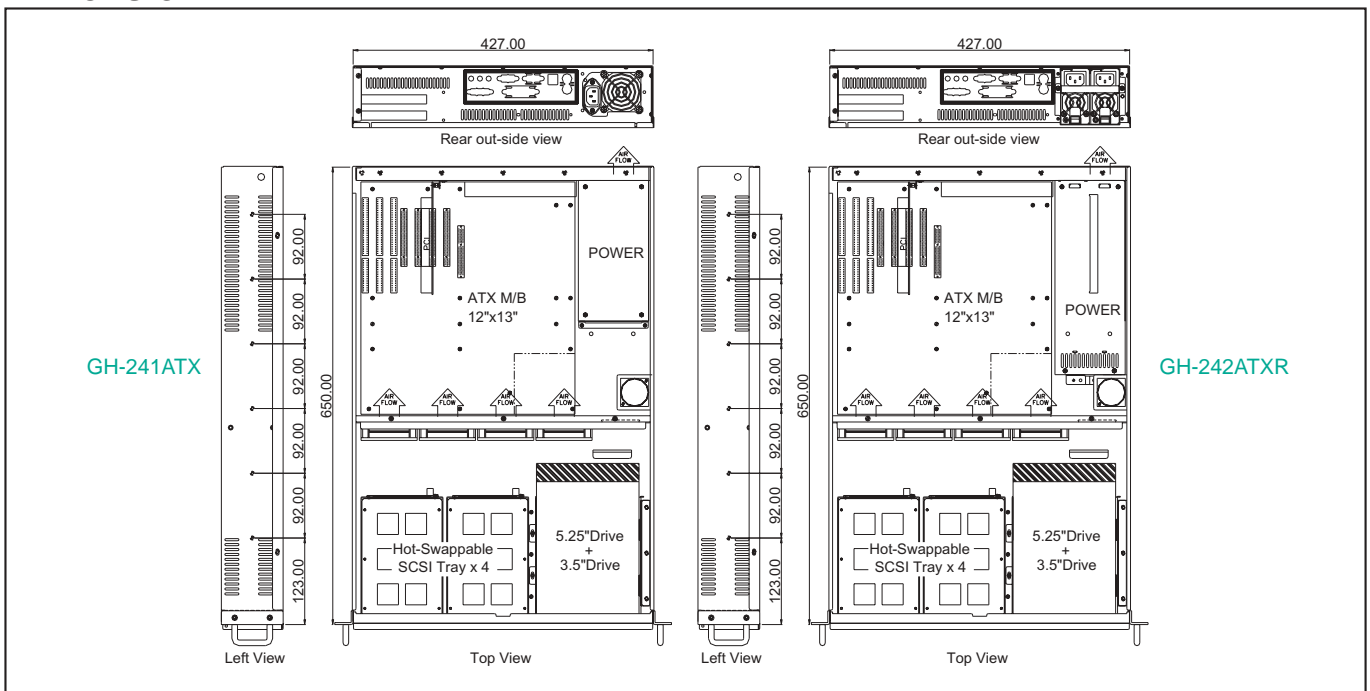 427.00
Rear out-side view
427.00
Rear out-side view
GH-241ATX
92.00
92.00
92.00
92.00
92.00
123.00
Left View
650.00
AIR FLOW
PCI
POWER
ATX M/B
12"x13"
AIR FLOW
AIR FLOW
AIR FLOW
AIR FLOW
Hot-Swappable
SCSI Tray x 4
5.25"Drive
+
3.5"Drive
Top View
92.00
92.00
92.00
92.00
92.00
123.00
Left View
650.00
AIR FLOW
PCI
POWER
ATX M/B
12"x13"
AIR FLOW
AIR FLOW
AIR FLOW
AIR FLOW
Hot-Swappable
SCSI Tray x 4
5.25"Drive
+
3.5"Drive
Top View
GH-242ATXR